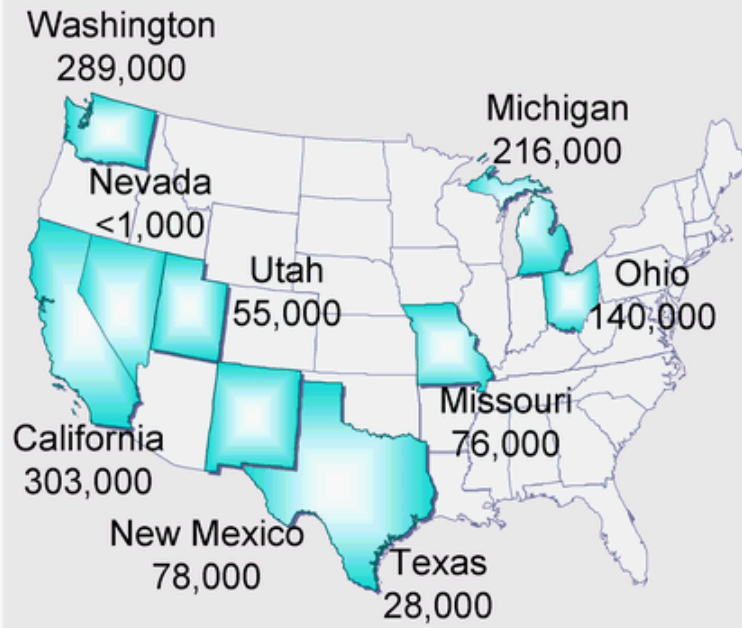 Washington
289,000
Michigan
216,000
Nevada
<1,000
Utah
55,000
Ohio
140,000
Missouri
76,000
California
303,000
New Mexico
78,000
Texas
28,000